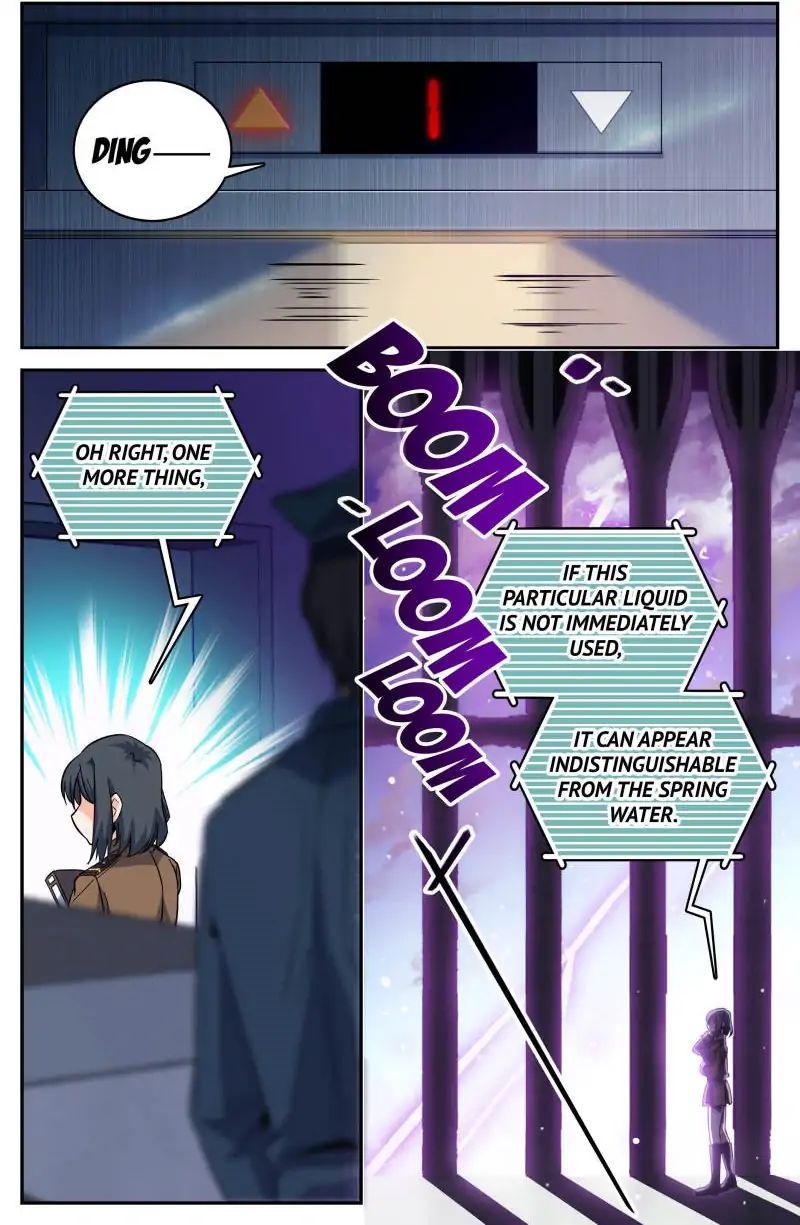 1
DING——
OH RIGHT, ONE
MORE THING,
BOOM
-LOOM
LOOM
IF THIS
PARTICULAR LIQUID
IS NOT IMMEDIATELY
USED,
IT CAN APPEAR
INDISTINGUISHABLE
FROM THE SPRING
WATER.